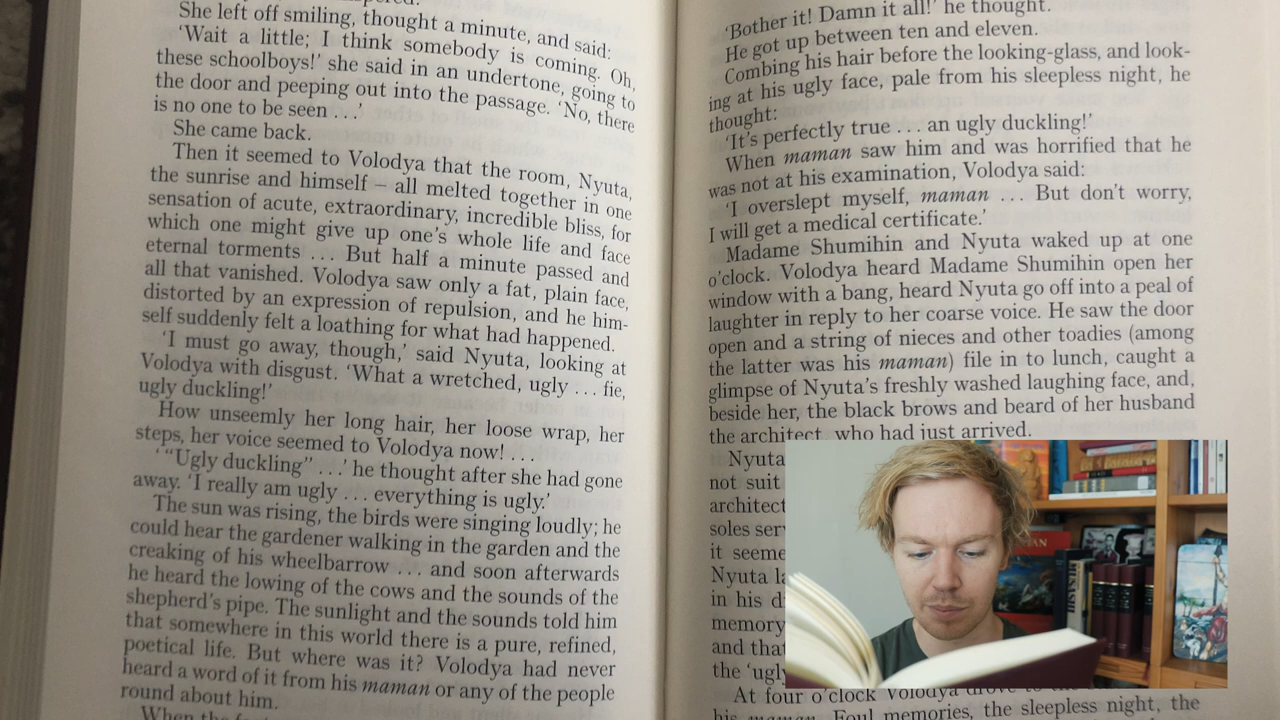 She left off smiling, thought a minute, and said:
‘Wait a little; I think somebody is coming. Oh,
these schoolboys!’ she said in an undertone, going to
the door and peeping out into the passage. ‘No, there
is no one to be seen . . .’
She came back.
Then it seemed to Volodya that the room, Nyuta,
the sunrise and himself – all melted together in one
sensation of acute, extraordinary, incredible bliss, for
which one might give up one’s whole life and face
eternal torments . . . But half a minute passed and
all that vanished. Volodya saw only a fat, plain face,
distorted by an expression of repulsion, and he him-
self suddenly felt a loathing for what had happened.
‘I must go away, though,’ said Nyuta, looking at
Volodya with disgust. ‘What a wretched, ugly . . . fie,
ugly duckling!’
How unseemly her long hair, her loose wrap, her
steps, her voice seemed to Volodya now! . . .
‘“Ugly duckling” . . .’ he thought after she had gone
away. ‘I really am ugly . . . everything is ugly.’
The sun was rising, the birds were singing loudly; he
could hear the gardener walking in the garden and the
creaking of his wheelbarrow . . . and soon afterwards
he heard the lowing of the cows and the sounds of the
shepherd’s pipe. The sunlight and the sounds told him
that somewhere in this world there is a pure, refined,
poetical life. But where was it? Volodya had never
heard a word of it from his maman or any of the people
round about him.
When the
‘Bother it! Damn it all!’ he thought.
He got up between ten and eleven.
Combing his hair before the looking-glass, and look-
ing at his ugly face, pale from his sleepless night, he
thought:
‘It’s perfectly true . . . an ugly duckling!’
When maman saw him and was horrified that he
was not at his examination, Volodya said:
‘I overslept myself, maman . . . But don’t worry,
I will get a medical certificate.’
Madame Shumihin and Nyuta waked up at one
o’clock. Volodya heard Madame Shumihin open her
window with a bang, heard Nyuta go off into a peal of
laughter in reply to her coarse voice. He saw the door
open and a string of nieces and other toadies (among
the latter was his maman) file in to lunch, caught a
glimpse of Nyuta’s freshly washed laughing face, and,
beside her, the black brows and beard of her husband
the architect, who had just arrived.
Nyuta
not suit
architect
soles
it
Nyuta
in his
memory
and
the
At four o’clock Volodya drove to
his maman. Foul memories, the sleepless night, the